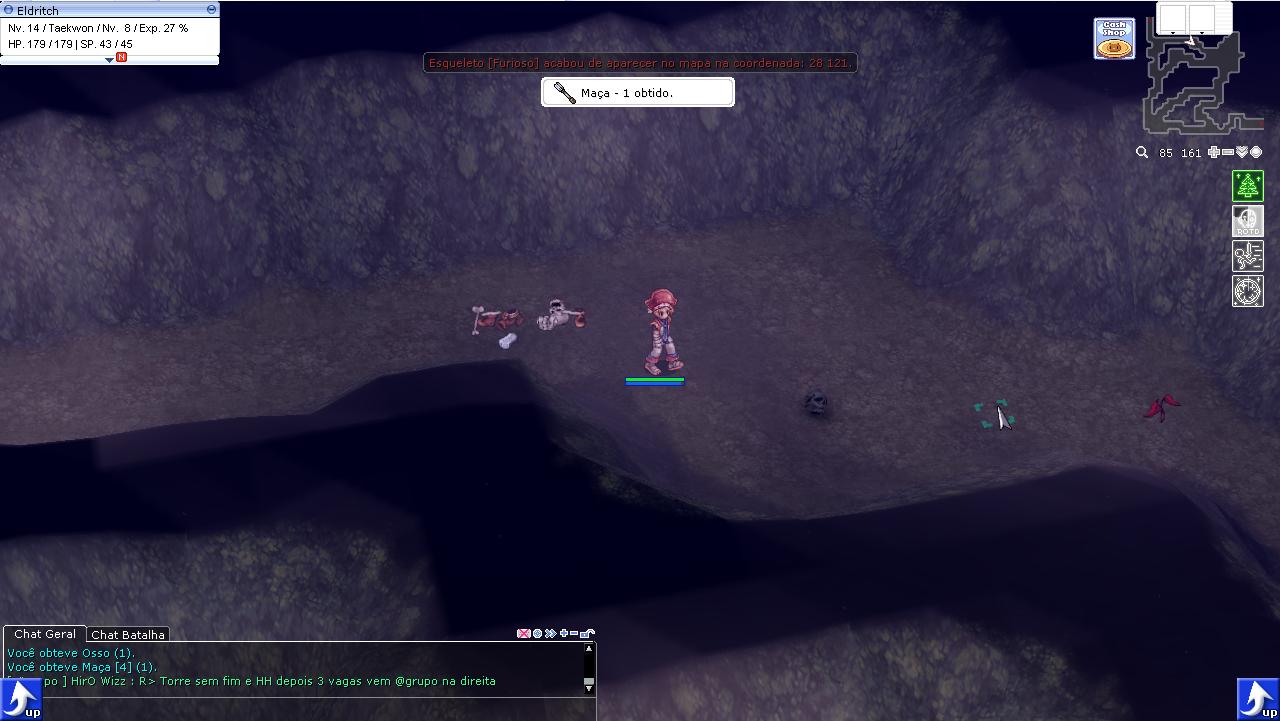 Eldritch
Nv. 14 / Taekwon / Nv. 8 / Exp. 27 %
HP. 179 / 179 | SP. 43 / 45
N
Cash Shop
Esqueleto [Furioso] acabou de aparecer no mapa na coordenada: 28 121.
Maça - 1 obtido.
85 161
ROTD
Chat Geral
Chat Batalha
Você obteve Osso (1).
Você obteve Maça [4] (1).
po ] HirO Wizz : R> Torre sem fim e HH depois 3 vagas vem @grupo na direita
up
up